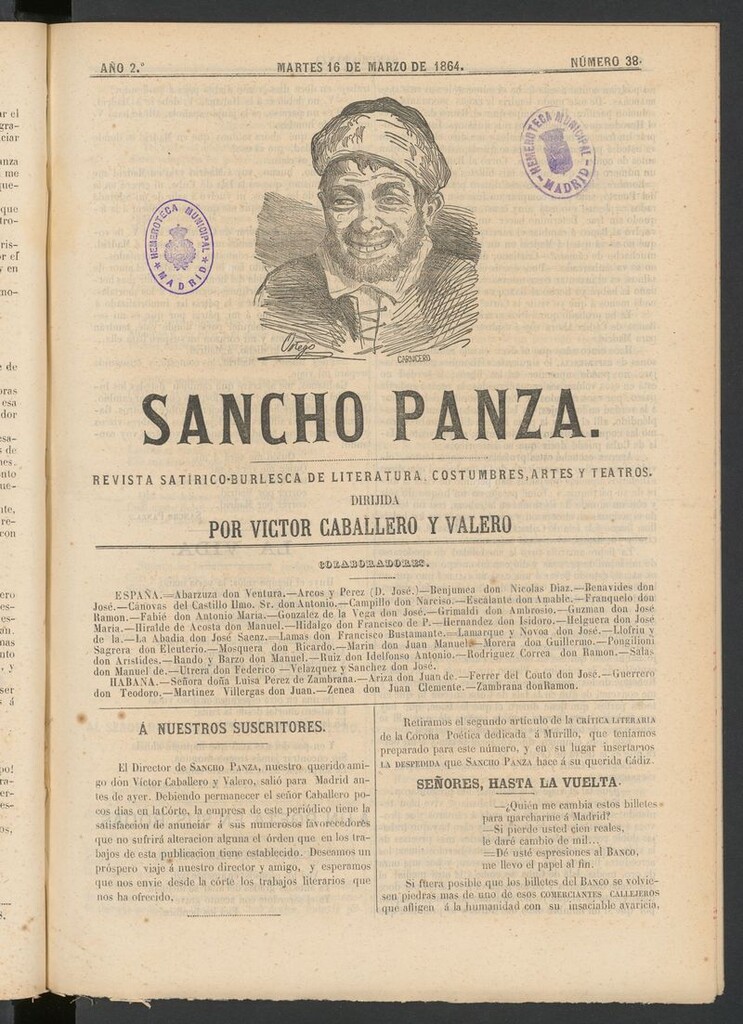 AÑO 2.º
MARTES 16 DE MARZO DE 1864.
NÚMERO 38.
HEMEROTECA MUNICIPAL
MADRID
HEMEROTECA MUNICIPAL
MADRID
Ortego
CARNICERO
SANCHO PANZA.
REVISTA SATÍRICO-BURLESCA DE LITERATURA, COSTUMBRES, ARTES Y TEATROS.
DIRIJIDA
POR VICTOR CABALLERO Y VALERO
COLABORADORES.
ESPAÑA.=Abarzuza don Ventura.—Arcos y Perez (D. José.)—Benjumea don Nicolas Diaz.—Benavides don
José.—Cánovas del Castillo Ilmo. Sr. don Antonio.—Campillo don Narciso.—Escalante don Amable.—Franquelo don
Ramon.—Fabié don Antonio Maria.—Gonzalez de la Vega don José.—Grimaldi don Ambrosio.—Guzman don José
Maria.—Hiralde de Acosta don Manuel.—Hidalgo don Francisco de P.—Hernandez don Isidoro.—Helguera don José
de la.—La Abadia don José Saenz.=Lamas don Francisco Bustamante.=Lamarque y Novoa don José.—Llofriu y
Sagrera don Eleuterio.—Mosquera don Ricardo.—Marin don Juan Manuel.—Morera don Guillermo.—Pongilioni
don Aristides.—Rando y Barzo don Manuel.—Ruiz don Idelfonso Antonio.—Rodriguez Correa don Ramon.—Salas
don Manuel de.—Utrera don Federico —Velazquez y Sanchez don José.
HABANA.—Señora doña Luisa Perez de Zambrana.—Ariza don Juan de.—Ferrer del Couto don José.—Guerrero
don Teodoro.—Martinez Villergas don Juan.—Zenea don Juan Clemente.—Zambrana don Ramon.
Á NUESTROS SUSCRITORES.
El Director de SANCHO PANZA, nuestro querido ami-
go don Víctor Caballero y Valero, salió para Madrid
antes de ayer. Debiendo permanecer el señor Caballero po-
cos dias en la Córte, la empresa de este periódico tiene la
satisfaccion de anunciar á sus numerosos favorecedores
que no sufrirá alteracion alguna el órden que en los tra-
bajos de esta publicacion tiene establecido. Deseamos un
próspero viaje á nuestro director y amigo, y esperamos
que nos envie desde la córte los trabajos literarios que
nos ha ofrecido.
Retiramos el segundo artículo de la CRÍTICA LITERARIA
de la Corona Poética dedicada á Murillo, que teniamos
preparado para este número, y en su lugar insertamos
LA DESPEDIDA que SANCHO PANZA hace á su querida Cádiz.
SEÑORES, HASTA LA VUELTA.
—¿Quién me cambia estos billetes
para marcharme á Madrid?
—Si pierde usted cien reales,
le daré cambio de mil...
=Dé usté espresiones al BANCO,
me llevo el papel al fin.
Si fuera posible que los billetes del BANCO se volvie-
sen piedras mas de uno de esos COMERCIANTES CALLEJEROS
que afligen á la humanidad con su insaciable avaricia,